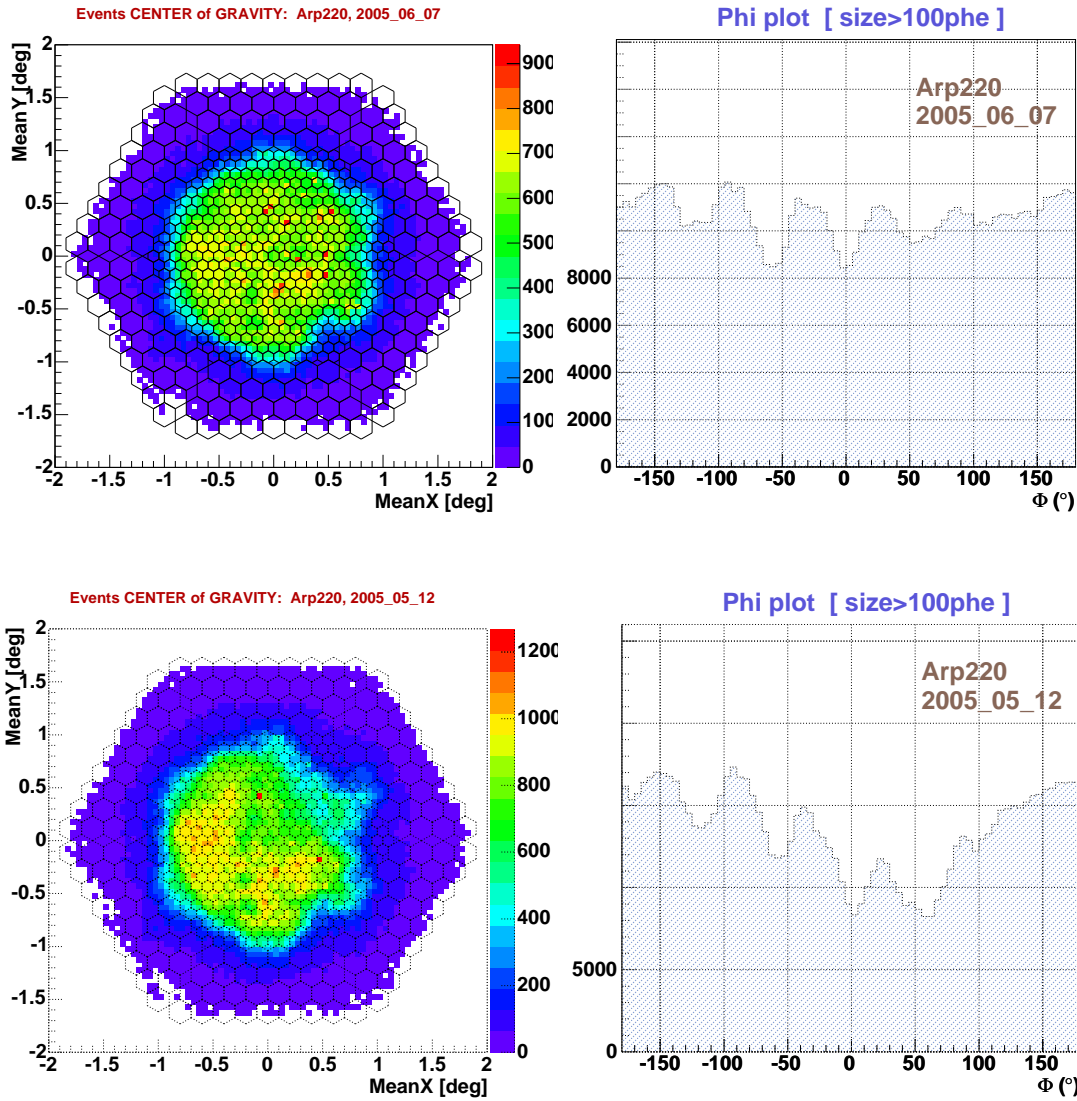 Events CENTER of GRAVITY: Arp220, 2005_06_07
MeanY [deg]
2
1.5
1
0.5
0
-0.5
-1
-1.5
-2
-2 -1.5 -1 -0.5 0 0.5 1 1.5 2
MeanX [deg]
900
800
700
600
500
400
300
200
100
0
Phi plot [ size>100phe ]
Arp220
2005_06_07
8000
6000
4000
2000
0
-150 -100 -50 0 50 100 150
Φ (°)
Events CENTER of GRAVITY: Arp220, 2005_05_12
MeanY [deg]
2
1.5
1
0.5
0
-0.5
-1
-1.5
-2
-2 -1.5 -1 -0.5 0 0.5 1 1.5 2
MeanX [deg]
1200
1000
800
600
400
200
0
Phi plot [ size>100phe ]
Arp220
2005_05_12
5000
0
-150 -100 -50 0 50 100 150
Φ (°)